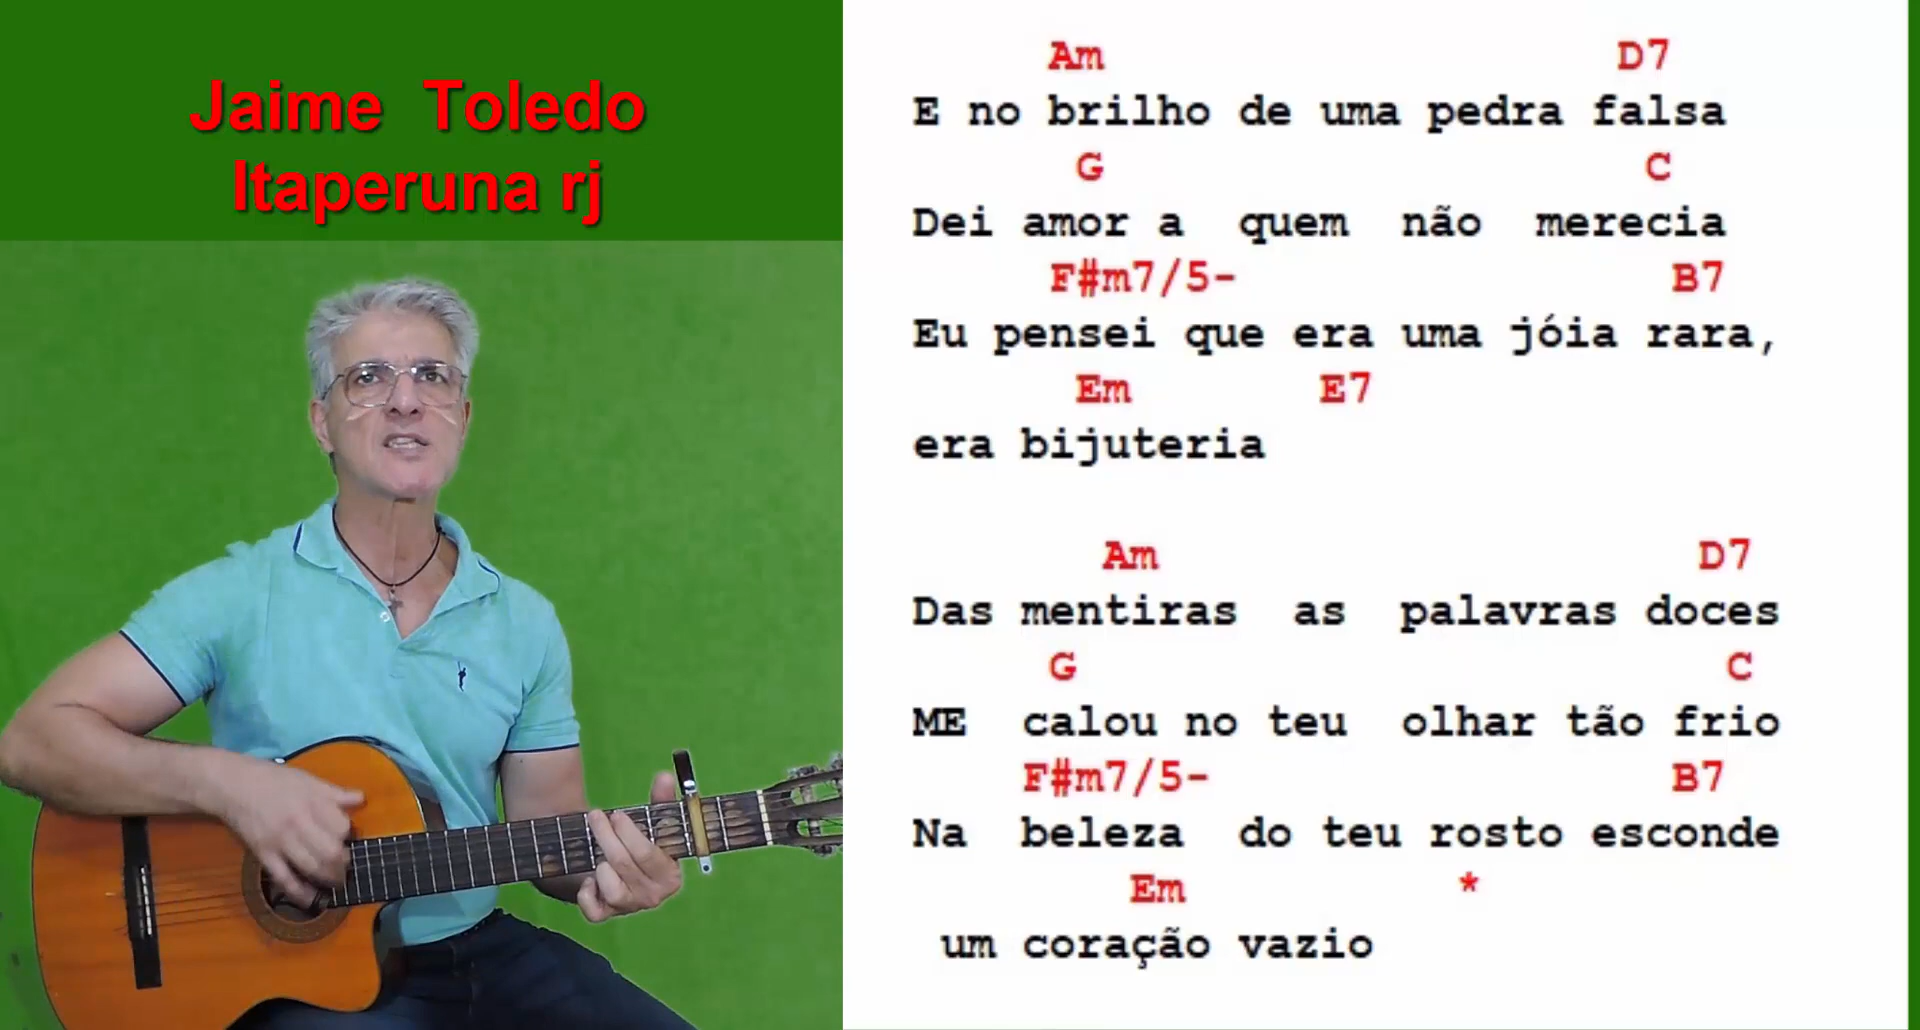 Jaime Toledo
Itaperuna rj
Am D7
E no brilho de uma pedra falsa
G C
Dei amor a quem não merecia
F#m7/5- B7
Eu pensei que era uma jóia rara,
Em E7
era bijuteria
Am D7
Das mentiras as palavras doces
G C
ME calou no teu olhar tão frio
F#m7/5- B7
Na beleza do teu rosto esconde
Em *
um coração vazio